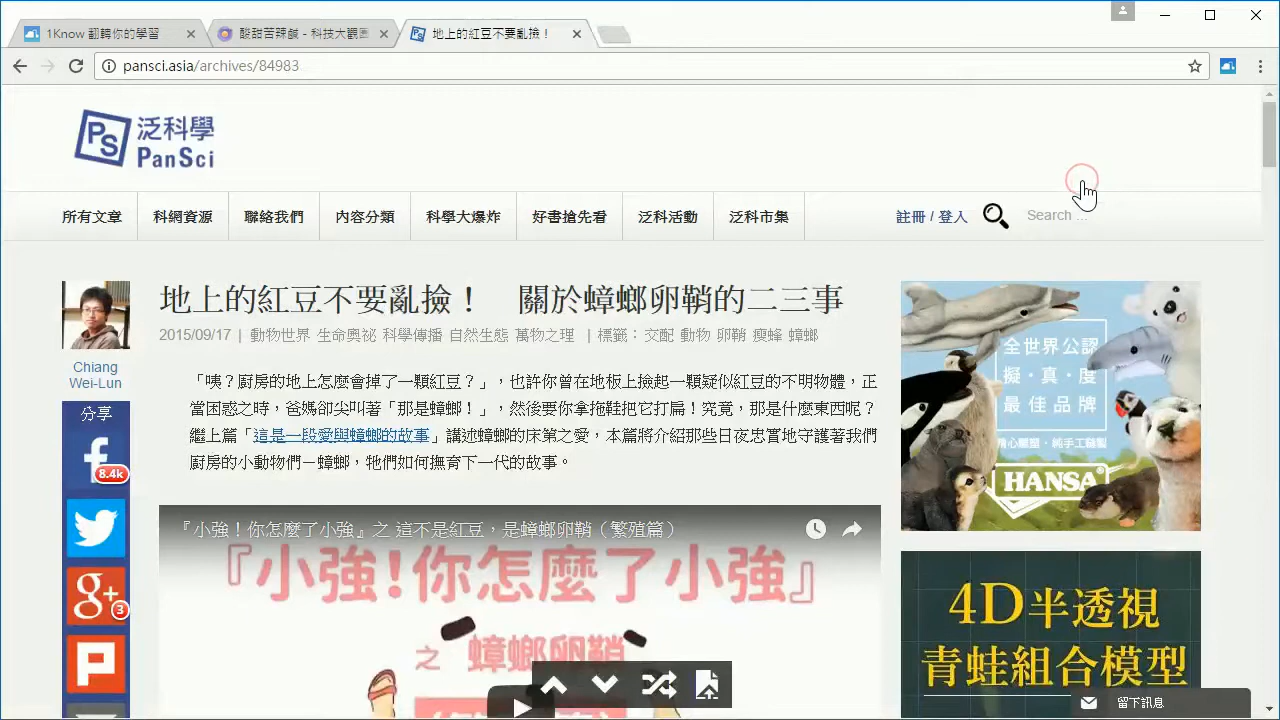 1Know 翻轉你的學習
酸甜苦辣鹹 - 科技大觀園
地上的紅豆不要亂撿！
pansci.asia/archives/84983
PS 泛科學
PanSci
所有文章 科網資源 聯絡我們 內容分類 科學大爆炸 好書搶先看 泛科活動 泛科市集 註冊 / 登入 Search ...
地上的紅豆不要亂撿！ 關於蟑螂卵鞘的二三事
2015/09/17 | 動物世界 生命奧祕 科學傳播 自然生態 萬物之理 | 標籤： 交配 動物 卵鞘 瘦蜂 蟑螂
Chiang
Wei-Lun
「咦？廚房的地上怎麼會掉了一顆紅豆？」，也許你曾在地板上撿起一顆疑似紅豆的不明物體，正
當困惑之時，爸媽卻尖叫著「那是蟑螂！」，然後要你拿拖鞋把它打扁！究竟，那是什麼東西呢？
繼上篇「這是一段愛與蟑螂的故事」講述蟑螂的床第之愛，本篇將介紹那些日夜忠實地守護著我們
廚房的小動物們－蟑螂，牠們如何撫育下一代的故事。
分享
8.4k
g+
3
『小強！你怎麼了小強』之 這不是紅豆，是蟑螂卵鞘（繁殖篇）
『小強!你怎麼了小強』
之 蟑螂卵鞘
全世界公認
擬・真・度
最佳品牌
精心雕塑・純手工縫製
HANSA®
4D半透視
青蛙組合模型
留下訊息